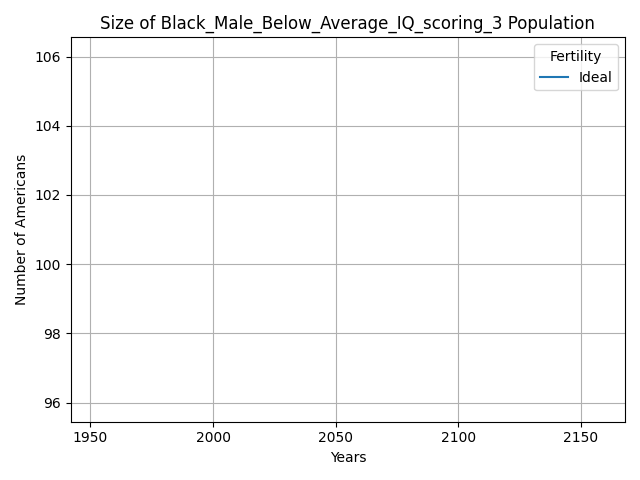 Size of Black_Male_Below_Average_IQ_scoring_3 Population
Fertility
Ideal
106
104
102
100
98
96
Number of Americans
1950
2000
2050
2100
2150
Years